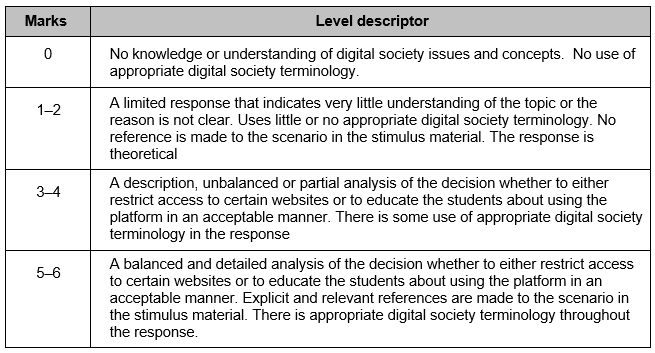 Marks Level descriptor
0 No knowledge or understanding of digital society issues and concepts.  No use of
appropriate digital society terminology.
1–2 A limited response that indicates very little understanding of the topic or the
reason is not clear. Uses little or no appropriate digital society terminology. No
reference is made to the scenario in the stimulus material. The response is
theoretical
3–4 A description, unbalanced or partial analysis of the decision whether to either
restrict access to certain websites or to educate the students about using the
platform in an acceptable manner. There is some use of appropriate digital society
terminology in the response
5–6 A balanced and detailed analysis of the decision whether to either restrict access
to certain websites or to educate the students about using the platform in an
acceptable manner. Explicit and relevant references are made to the scenario in
the stimulus material. There is appropriate digital society terminology throughout
the response.